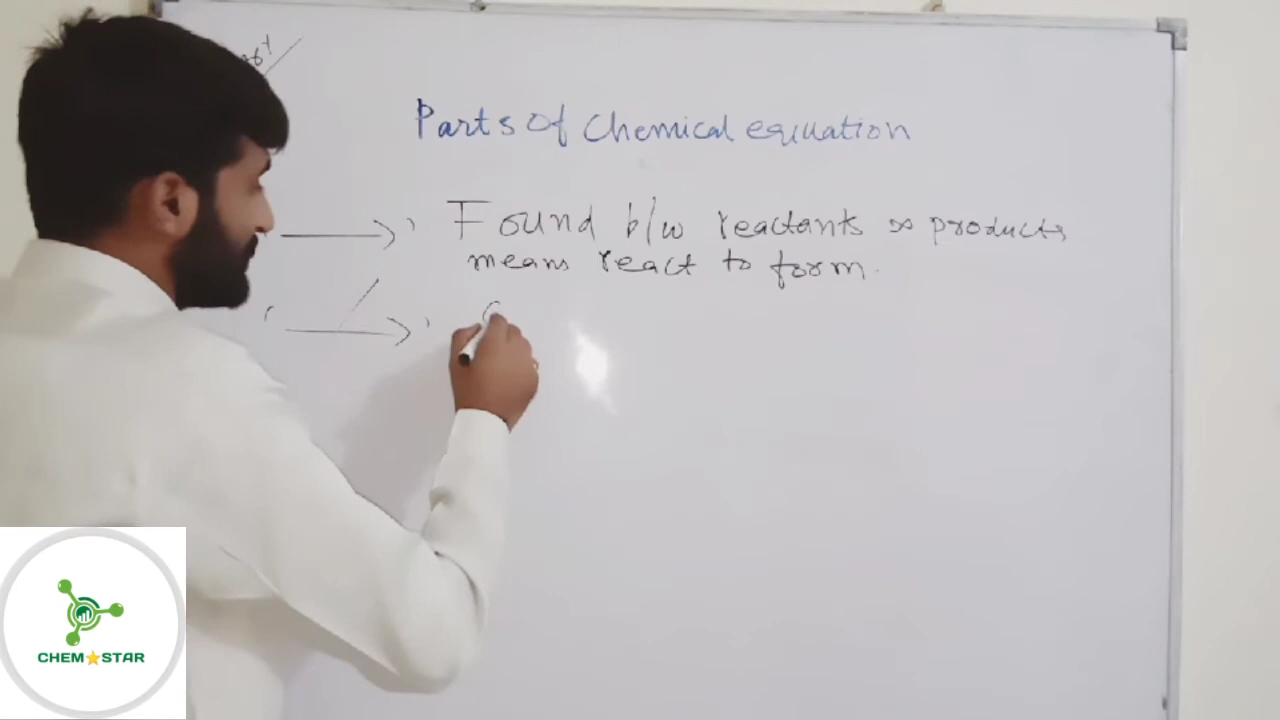 Parts Of Chemical equation
→ ' Found b/w reactants & products
means react to form.
' → '
CHEM★STAR